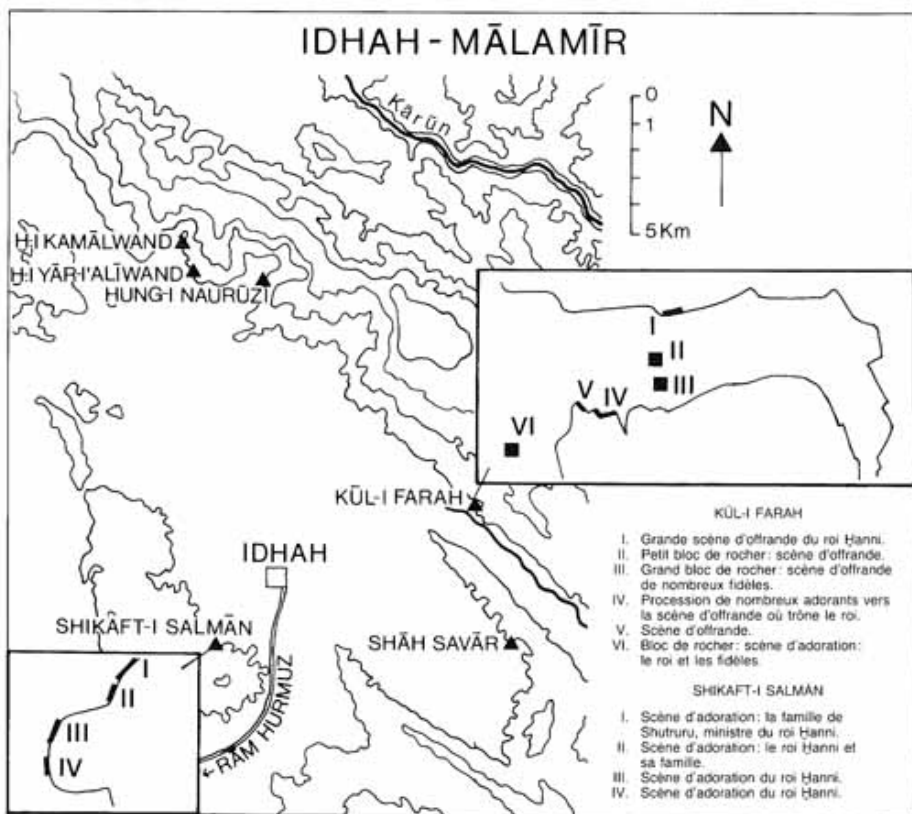 IDHAH-MĀLAMĪR
Kārūn
0
1
5 Km
N
Ḫ.I KAMĀLWAND
Ḫ.I YĀR-I'ALĪWAND
ḪUNG-I NAURŪZI
I
II
III
V IV
VI
KŪL-I FARAH
IDHAH
SHIKÂFT-I SALMĀN
SHĀH SAVĀR
← RĀM HURMUZ
I
II
III
IV
KŪL-I FARAH
I. Grande scène d'offrande du roi Ḫanni.
II. Petit bloc de rocher : scène d'offrande.
III. Grand bloc de rocher : scène d'offrande
de nombreux fidèles.
IV. Procession de nombreux adorants vers
la scène d'offrande où trône le roi.
V. Scène d'offrande.
VI. Bloc de rocher : scène d'adoration :
le roi et les fidèles
SHIKAFT-I SALMĀN
I. Scène d'adoration : la famille de
Shutruru, ministre du roi Ḫanni.
II. Scène d'adoration : le roi Ḫanni et
sa famille.
III. Scène d'adoration du roi Ḫanni.
IV. Scène d'adoration du roi Ḫanni.